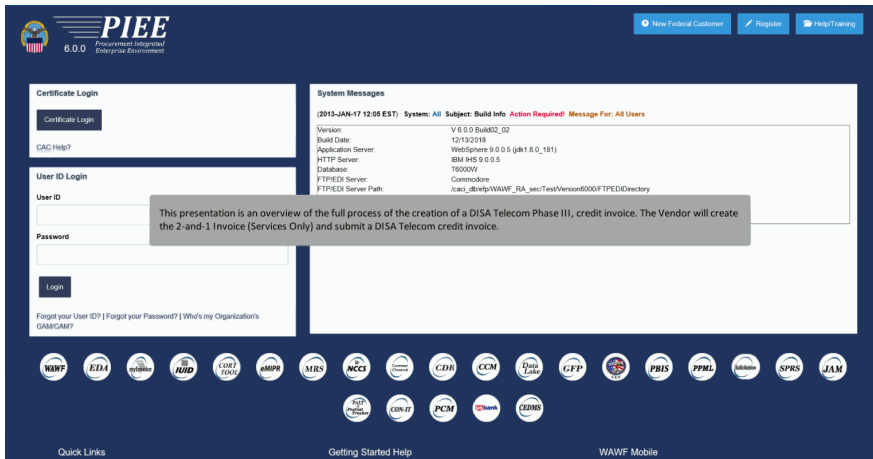 PIEE
6.0.0 Procurement Integrated
Enterprise Environment
New Federal Customer
Register
Help/Training
Certificate Login
Certificate Login
CAC Help?
User ID Login
User ID
Password
Login
Forgot your User ID? | Forgot your Password? | Who's my Organization's
GAM/CAM?
System Messages
(2013-JAN-17 12:05 EST) System: All Subject: Build Info Action Required! Message For: All Users
Version: V 6.0.0 Build02_02
Build Date: 12/13/2018
Application Server: WebSphere 9.0.0.5 (jdk1.8.0_181)
HTTP Server: IBM IHS 9.0.0.5
Database: T6000W
FTP/EDI Server: Commodore
FTP/EDI Server Path: /caci_db/efp/WAWF_RA_sec/Test/Version6000/FTPEDIDirectory
This presentation is an overview of the full process of the creation of a DISA Telecom Phase III, credit invoice. The Vendor will create
the 2-and-1 Invoice (Services Only) and submit a DISA Telecom credit invoice.
WAWF
EDA
myInvoice
IUID
CORT
TOOL
eMIPR
MRS
NCCS
Contract
Closeout
CDR
CCM
Data
Lake
GFP
PBIS
PPML
Solicitation
SPRS
JAM
CON-IT
PCM
usbank
CEDMS
Quick Links
Getting Started Help
WAWF Mobile